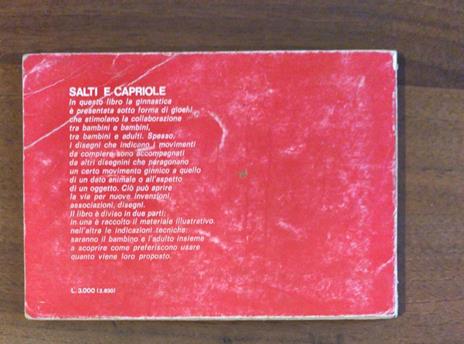 SALTI E CAPRIOLE
In questo libro la ginnastica
è presentata sotto forma di giochi
che stimolano la collaborazione
tra bambini e bambini,
tra bambini e adulti. Spesso,
i disegni che indicano i movimenti
da compiere sono accompagnati
da altri disegnini che paragonano
un certo movimento ginnico a quello
di un dato animale o all'aspetto
di un oggetto. Ciò può aprire
la via per nuove invenzioni,
associazioni, disegni.
Il libro è diviso in due parti:
in una è raccolto il materiale illustrativo,
nell'altra le indicazioni tecniche:
saranno il bambino e l'adulto insieme
a scoprire come preferiscono usare
quanto viene loro proposto.
L. 3.000 (2.830)